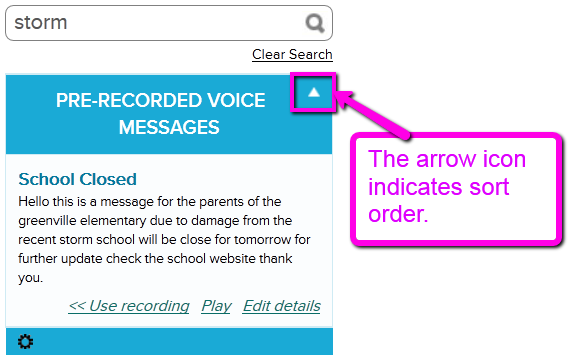 storm
Clear Search
PRE-RECORDED VOICE
MESSAGES
The arrow icon
indicates sort
order.
School Closed
Hello this is a message for the parents of the
greenville elementary due to damage from the
recent storm school will be close for tomorrow for
further update check the school website thank
you.
<< Use recording Play Edit details